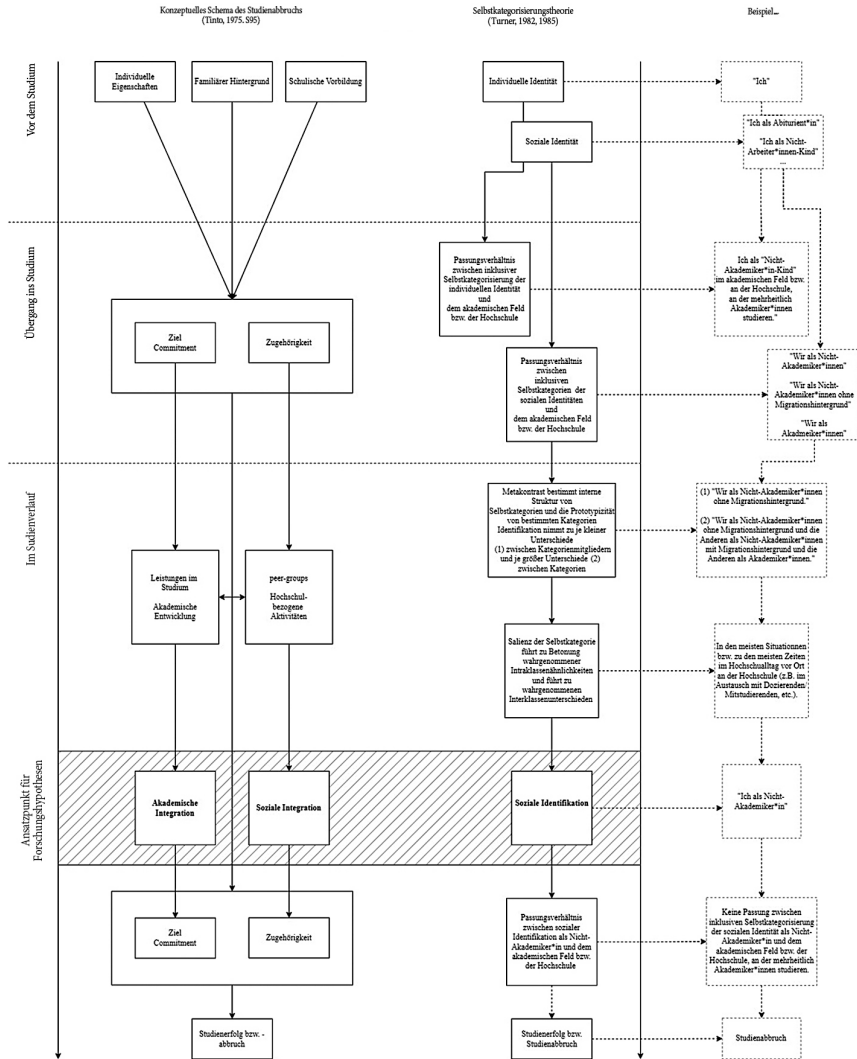 Konzeptuelles Schema des Studienabbruchs
(Tinto, 1975. S95)
Selbstkategorisierungstheorie
(Turner, 1982, 1985)
Beispiel...
Vor dem Studium
Individuelle
Eigenschaften
Familiärer Hintergrund
Schulische Vorbildung
Individuelle Identität
"Ich"
Soziale Identität
"Ich als Abiturient*in"
"Ich als Nicht-
Arbeiter*innen-Kind"
...
Übergang ins Studium
Passungsverhältnis
zwischen inklusiver
Selbstkategorisierung der
individuellen Identität
und
dem akademischen Feld
bzw. der Hochschule
Ich als "Nicht-
Akademiker*in-Kind"
im akademischen Feld bzw.
an der Hochschule,
an der mehrheitlich
Akademiker*innen
studieren."
Ziel
Commitment
Zugehörigkeit
Passungsverhältnis
zwischen
inklusiven
Selbstkategorien der
sozialen Identitäten
und
dem akademischen Feld
bzw. der Hochschule
"Wir als Nicht-
Akademiker*innen"
"Wir als Nicht-
Akademiker*innen ohne
Migrationshintergrund"
"Wir als
Akadmeiker*innen"
Im Sudienverlauf
Metakontrast bestimmt interne
Struktur von
Selbstkategorien und die Prototypizität
von bestimmten Kategorien
Identifikation nimmt zu je kleiner
Unterschiede
(1) zwischen Kategorienmitgliedern
und je größer Unterschiede (2)
zwischen Kategorien
(1) "Wir als Nicht-Akademiker*innen
ohne Migrationshintergrund."
(2) "Wir als Nicht-Akademiker*innen
ohne Migrationshintergrund und die
Anderen als Nicht-Akademiker*innen
mit Migrationshintergrund und die
Anderen als Akademiker*innen."
Leistungen im
Studium
Akademische
Entwicklung
peer-groups
Hochschul-
bezogene
Aktivitäten
Salienz der Selbstkategorie
führt zu Betonung
wahrgenommener
Intraklassenähnlichkeiten
und führt zu
wahrgenommenen
Interklassenunterschieden
In den meisten Situationnen
bzw. zu den meisten Zeiten
im Hochschualltag vor Ort
an der Hochschule (z.B. im
Austausch mit Dozierenden/
Mitstudierenden, etc.).
Ansatzpunkt für
Forschungshypothesen
Akademische
Integration
Soziale Integration
Soziale Identifikation
"Ich als Nicht-
Akademiker*in"
Ziel
Commitment
Zugehörigkeit
Passungsverhältnis
zwischen sozialer
Identifikation als Nicht-
Akademiker*in und dem
akademischen Feld bzw.
der Hochschule
Keine Passung zwischen
inklusiven Selbstkategorisierung
der sozialen Identität als Nicht-
Akademiker*in und dem
akademischen Feld bzw. der
Hochschule, an der mehrheitlich
Akademiker*innen studieren.
Studienerfolg bzw. -
abbruch
Studienerfolg bzw.
Studienabbruch
Studienabbruch